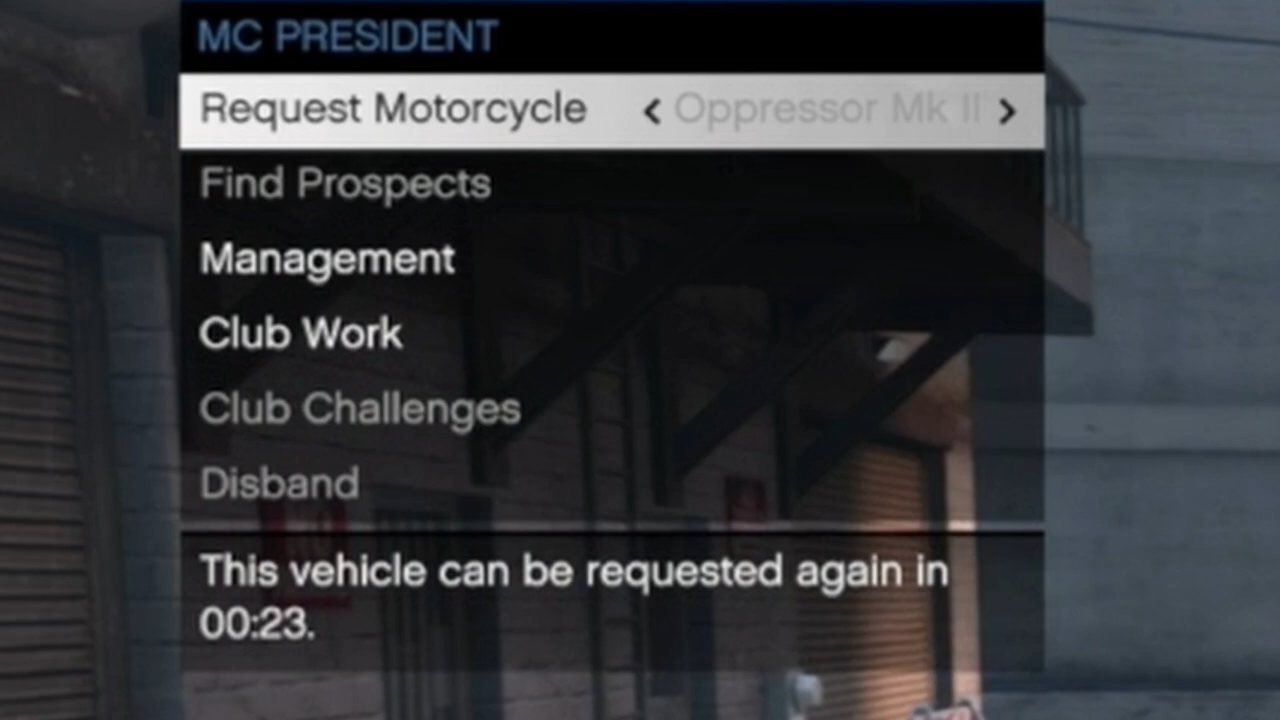 MC PRESIDENT
Request Motorcycle < Oppressor Mk II >
Find Prospects
Management
Club Work
Club Challenges
Disband
This vehicle can be requested again in
00:23.